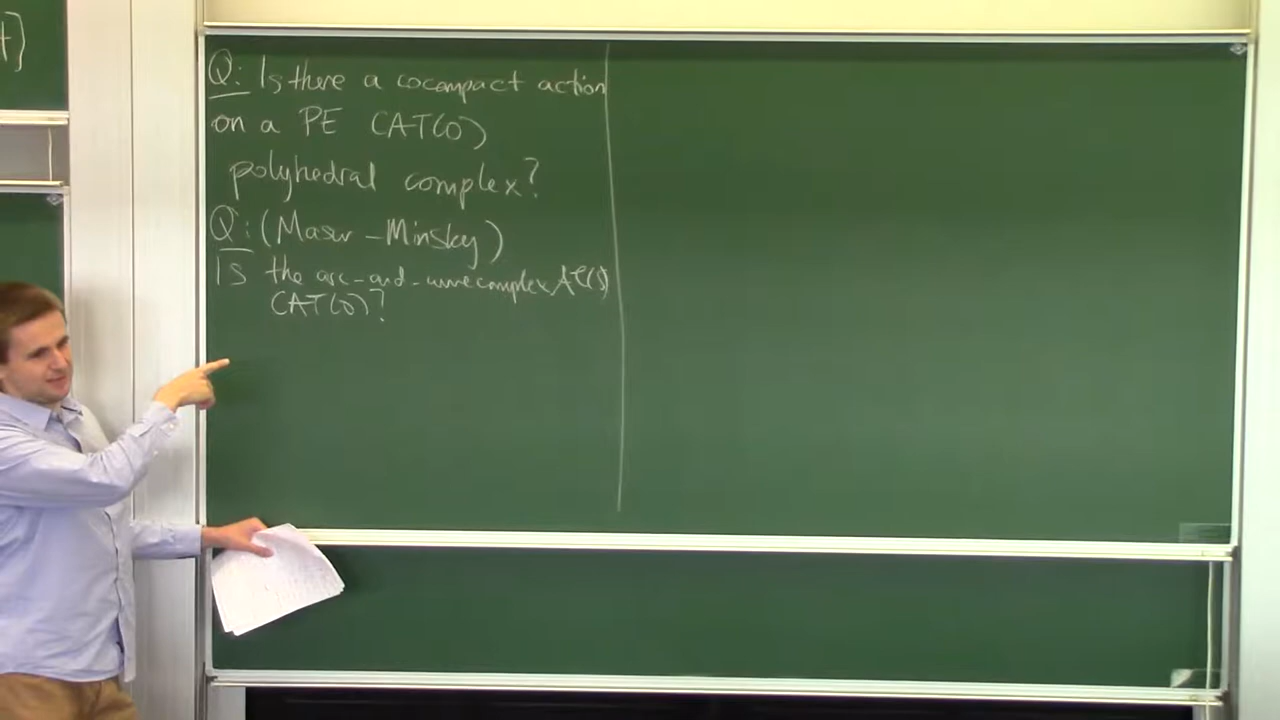 t}
Q: Is there a cocompact action
on a PE CAT(0)
polyhedral complex?
Q: (Masur-Minsky)
Is the arc-and-curve complex AC(S)
CAT(0)?